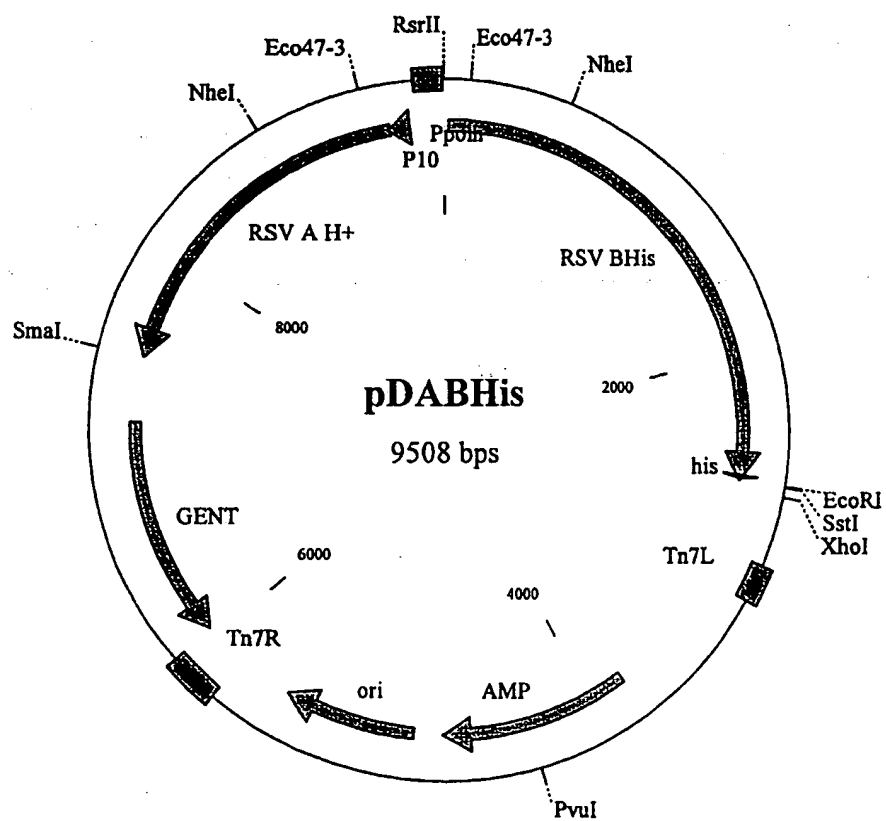 RsrII
Eco47-3
Eco47-3
NheI
NheI
Ppolh
P10
RSV A H+
RSV BHis
SmaI
8000
2000
pDABHis
9508 bps
his
EcoRI
SstI
XhoI
GENT
Tn7L
6000
4000
Tn7R
ori
AMP
PvuI